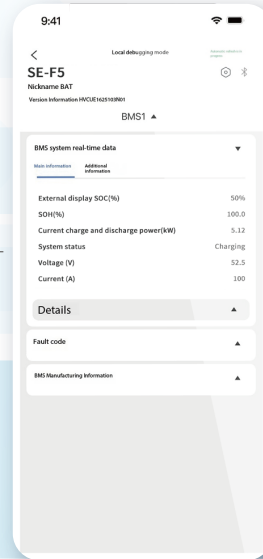 9:41
Local debugging mode
SE-F5
Nickname BAT
Version Information HVCUE1625103N01
BMS1 ▲
BMS system real-time data ▼
Main information Additional
information
External display SOC(%) 50%
SOH(%) 100.0
Current charge and discharge power(kW) 5.12
System status Charging
Voltage (V) 52.5
Current (A) 100
Details ▲
Fault code ▲
BMS Manufacturing Information ▲